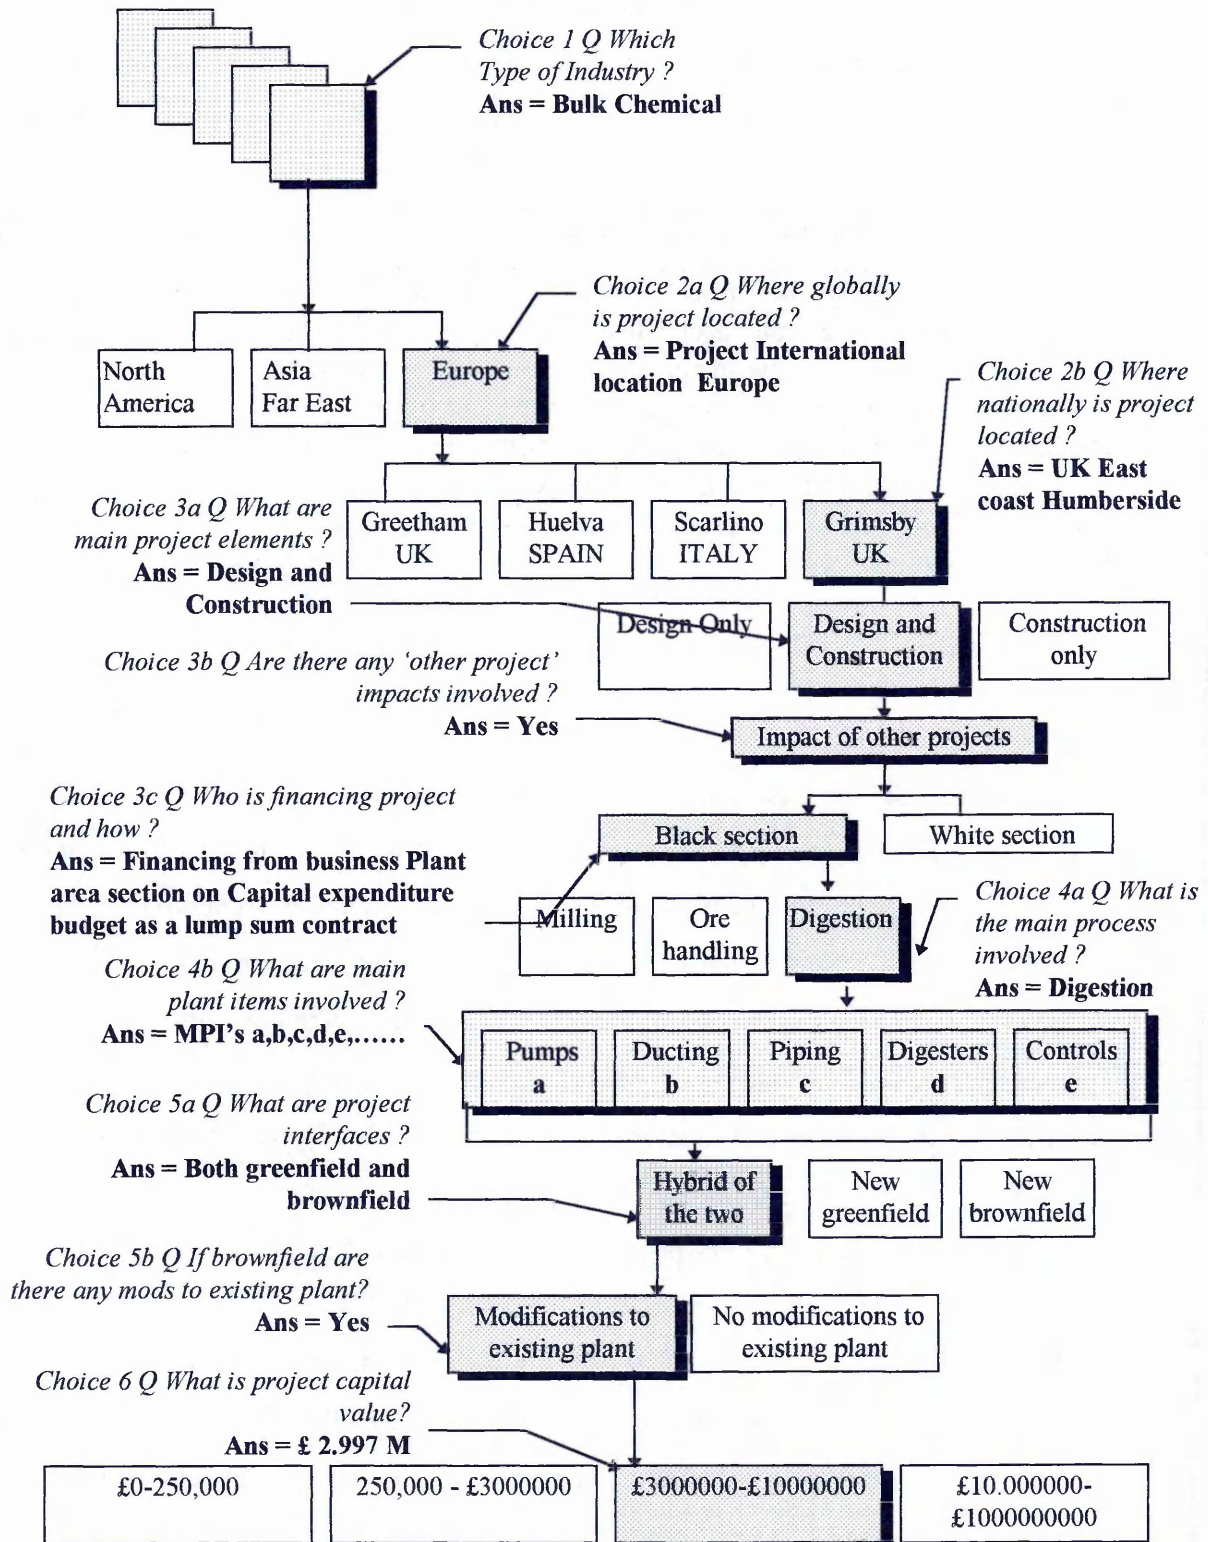 Choice 1 Q Which
Type of Industry ?
Ans = Bulk Chemical
Choice 2a Q Where globally
is project located ?
Ans = Project International
location Europe
North
America
Asia
Far East
Europe
Choice 2b Q Where
nationally is project
located ?
Ans = UK East
coast Humberside
Choice 3a Q What are
main project elements ?
Ans = Design and
Construction
Greetham
UK
Huelva
SPAIN
Scarlino
ITALY
Grimsby
UK
Design Only
Design and
Construction
Construction
only
Choice 3b Q Are there any ‘other project’
impacts involved ?
Ans = Yes
Impact of other projects
Choice 3c Q Who is financing project
and how ?
Ans = Financing from business Plant
area section on Capital expenditure
budget as a lump sum contract
Black section
White section
Milling
Ore
handling
Digestion
Choice 4a Q What is
the main process
involved ?
Ans = Digestion
Choice 4b Q What are main
plant items involved ?
Ans = MPI’s a,b,c,d,e,......
Pumps
a
Ducting
b
Piping
c
Digesters
d
Controls
e
Choice 5a Q What are project
interfaces ?
Ans = Both greenfield and
brownfield
Hybrid of
the two
New
greenfield
New
brownfield
Choice 5b Q If brownfield are
there any mods to existing plant?
Ans = Yes
Modifications to
existing plant
No modifications to
existing plant
Choice 6 Q What is project capital
value?
Ans = £ 2.997 M
£0-250,000
250,000 - £3000000
£3000000-£10000000
£10.000000-
£1000000000